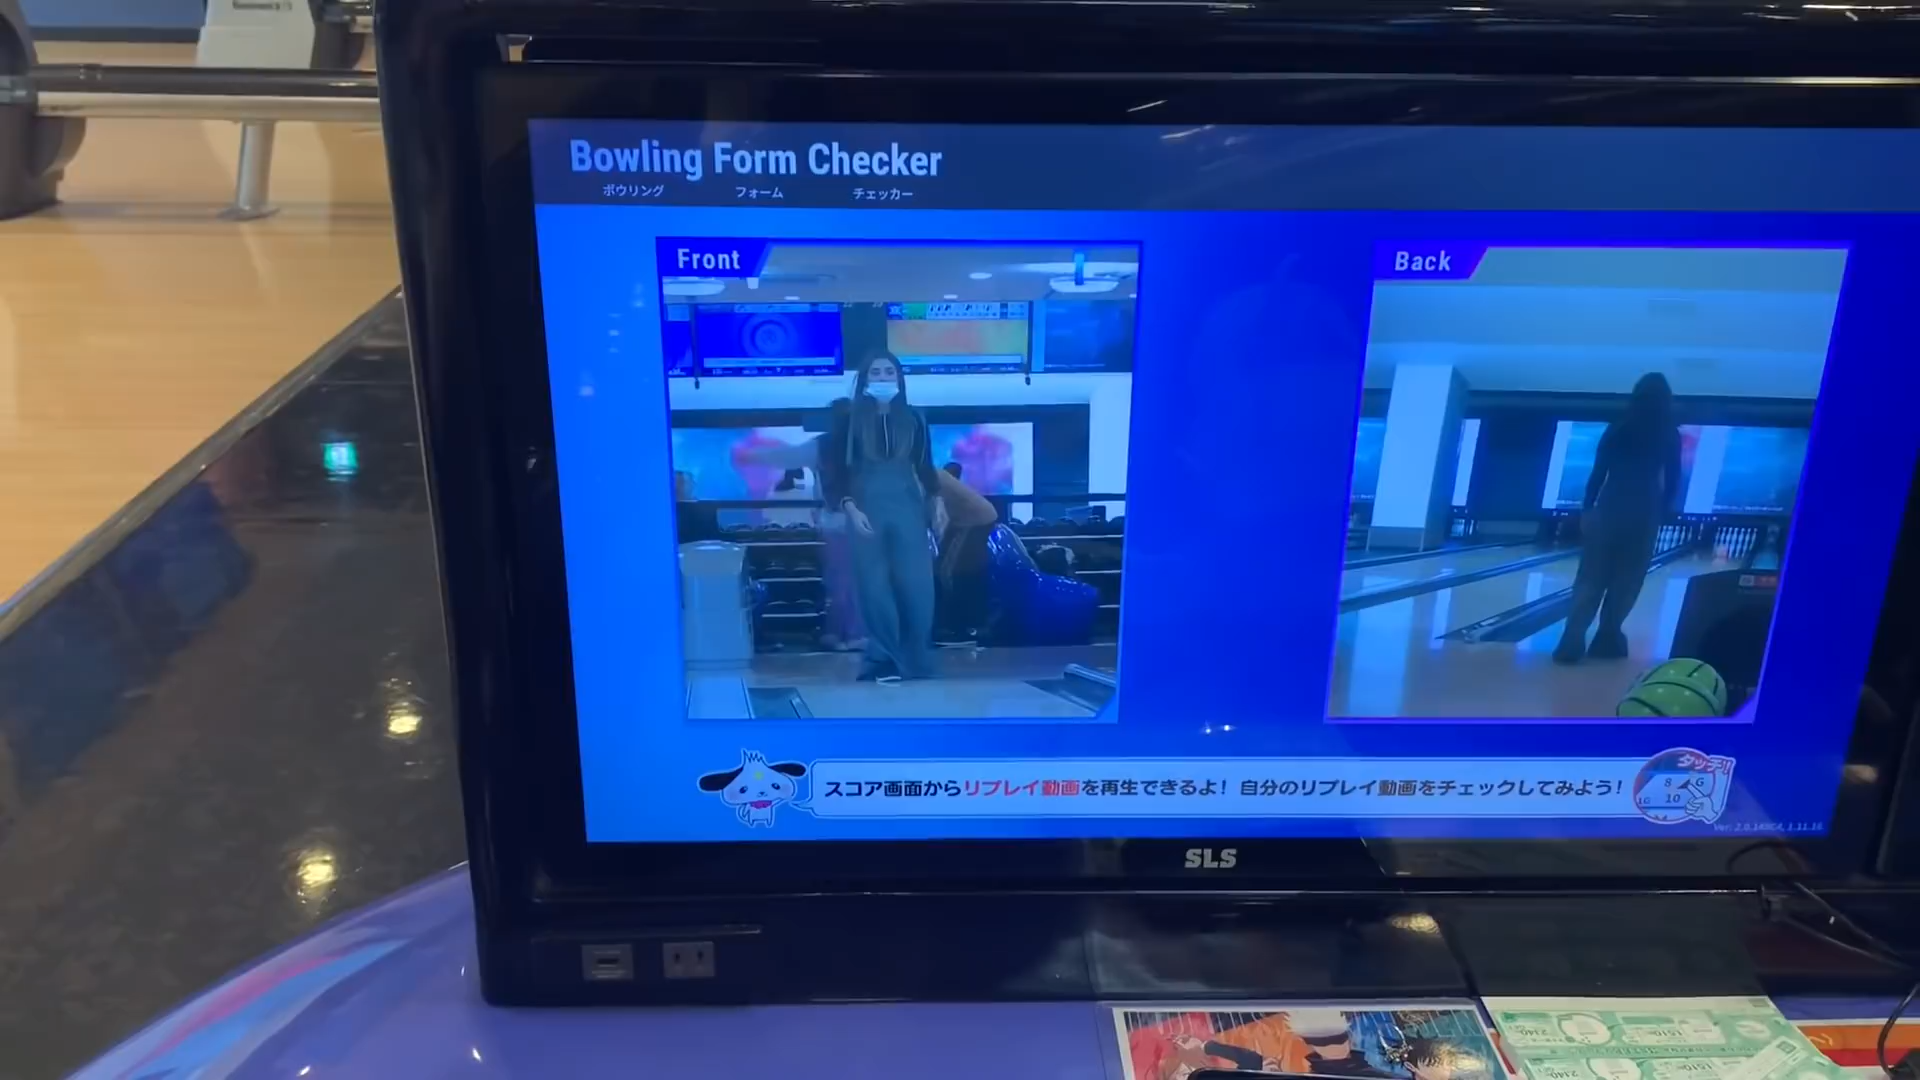 Bowling Form Checker
ボウリング フォーム チェッカー
Front
Back
スコア画面からリプレイ動画を再生できるよ！ 自分のリプレイ動画をチェックしてみよう！
タッチ!!
8 G
1G 10
SLS